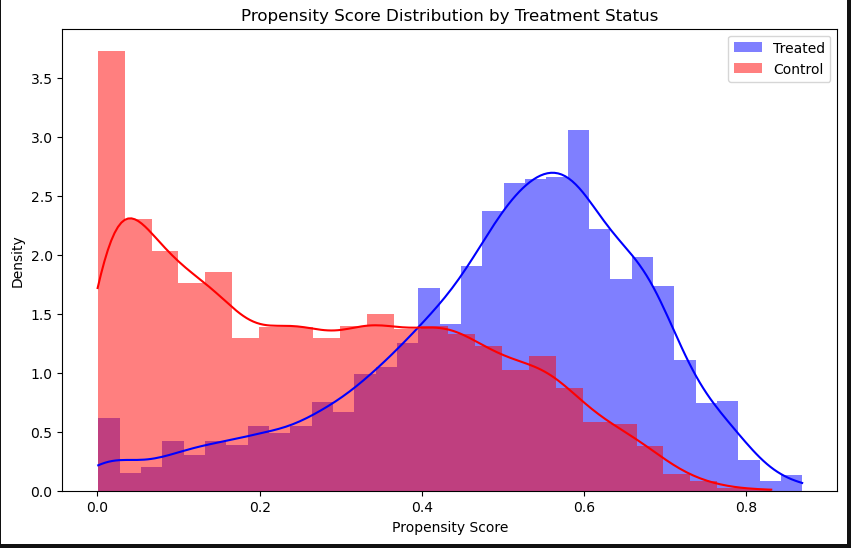 Propensity Score Distribution by Treatment Status
Treated
Control
3.5
3.0
2.5
2.0
1.5
1.0
0.5
0.0
Density
0.0 0.2 0.4 0.6 0.8
Propensity Score